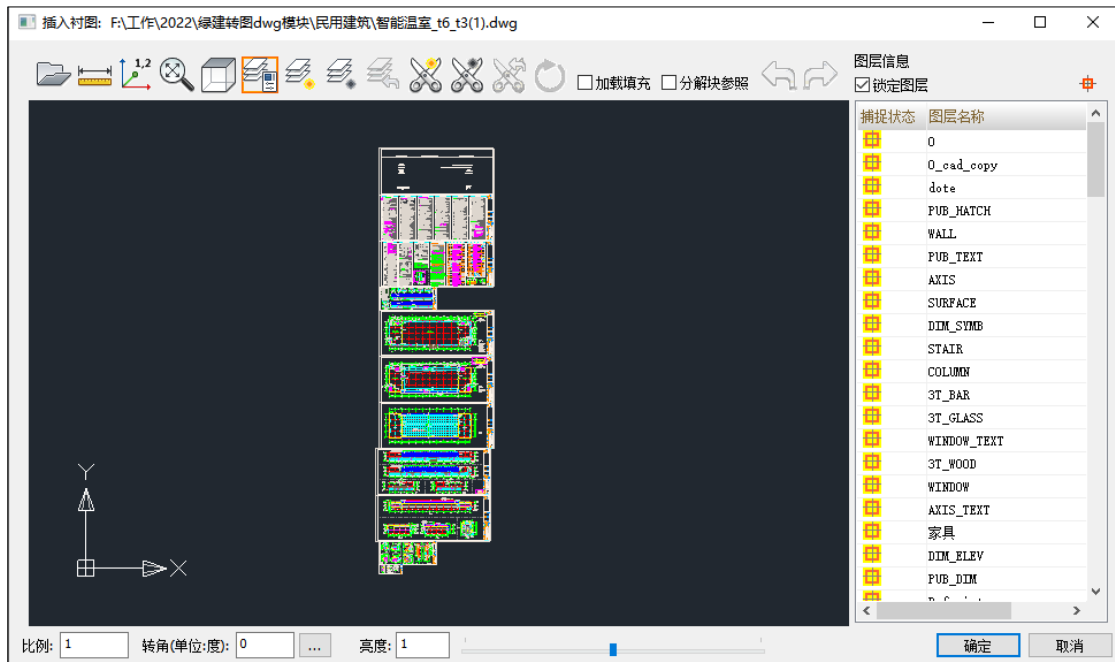 插入衬图: F:\工作\2022\绿建转图dwg模块\民用建筑\智能温室_t6_t3(1).dwg
1,2
加载填充 分解块参照
图层信息
锁定图层
捕捉状态 图层名称
0
0_cad_copy
dote
PUB_HATCH
WALL
PUB_TEXT
AXIS
SURFACE
DIM_SYMB
STAIR
COLUMN
3T_BAR
3T_GLASS
WINDOW_TEXT
3T_WOOD
WINDOW
AXIS_TEXT
家具
DIM_ELEV
PUB_DIM
Y
X
比例: 1 转角(单位:度): 0 ... 亮度: 1 确定 取消